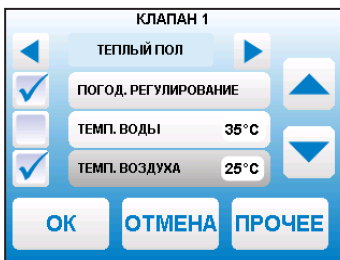 КЛАПАН 1
ТЕПЛЫЙ ПОЛ
ПОГОД. РЕГУЛИРОВАНИЕ
ТЕМП. ВОДЫ 35°C
ТЕМП. ВОЗДУХА 25°C
ОК ОТМЕНА ПРОЧЕЕ